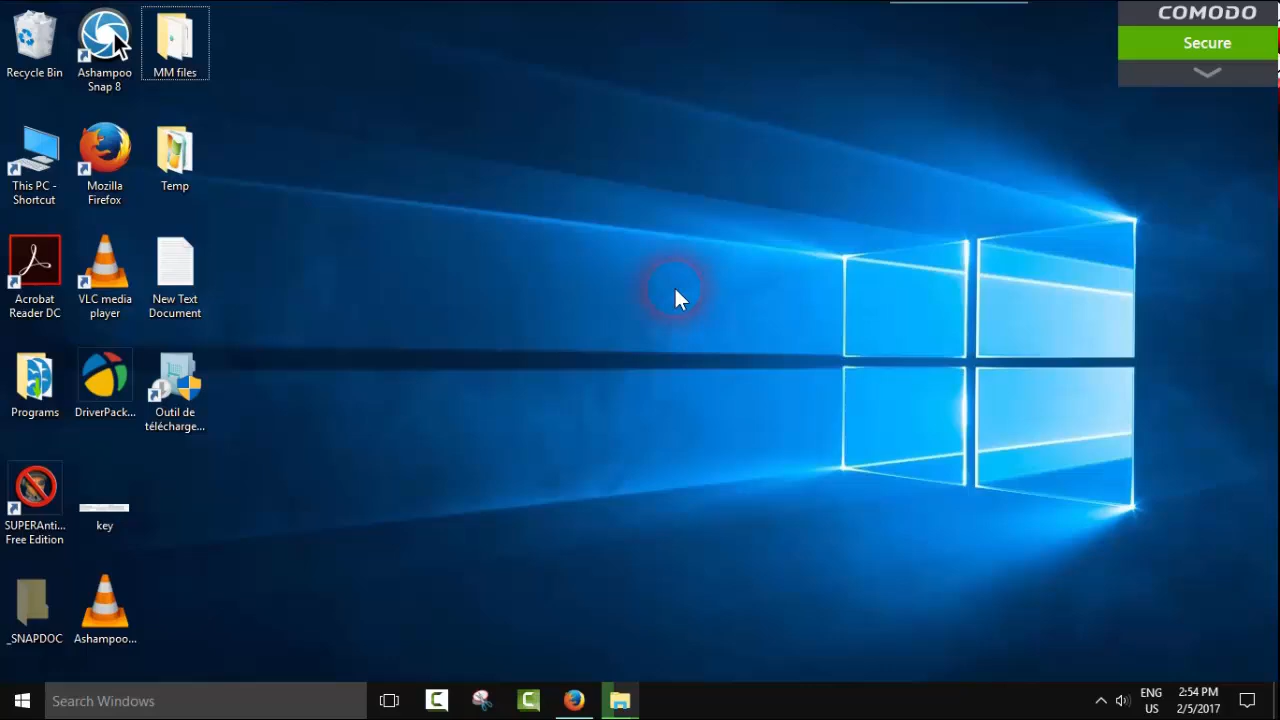 COMODO
Secure
Recycle Bin
Ashampoo
Snap 8
MM files
This PC -
Shortcut
Mozilla
Firefox
Temp
Acrobat
Reader DC
VLC media
player
New Text
Document
Programs
DriverPack...
Outil de
télécharge...
SUPERAnti...
Free Edition
key
_SNAPDOC
Ashampoo...
Search Windows
ENG
US
2:54 PM
2/5/2017